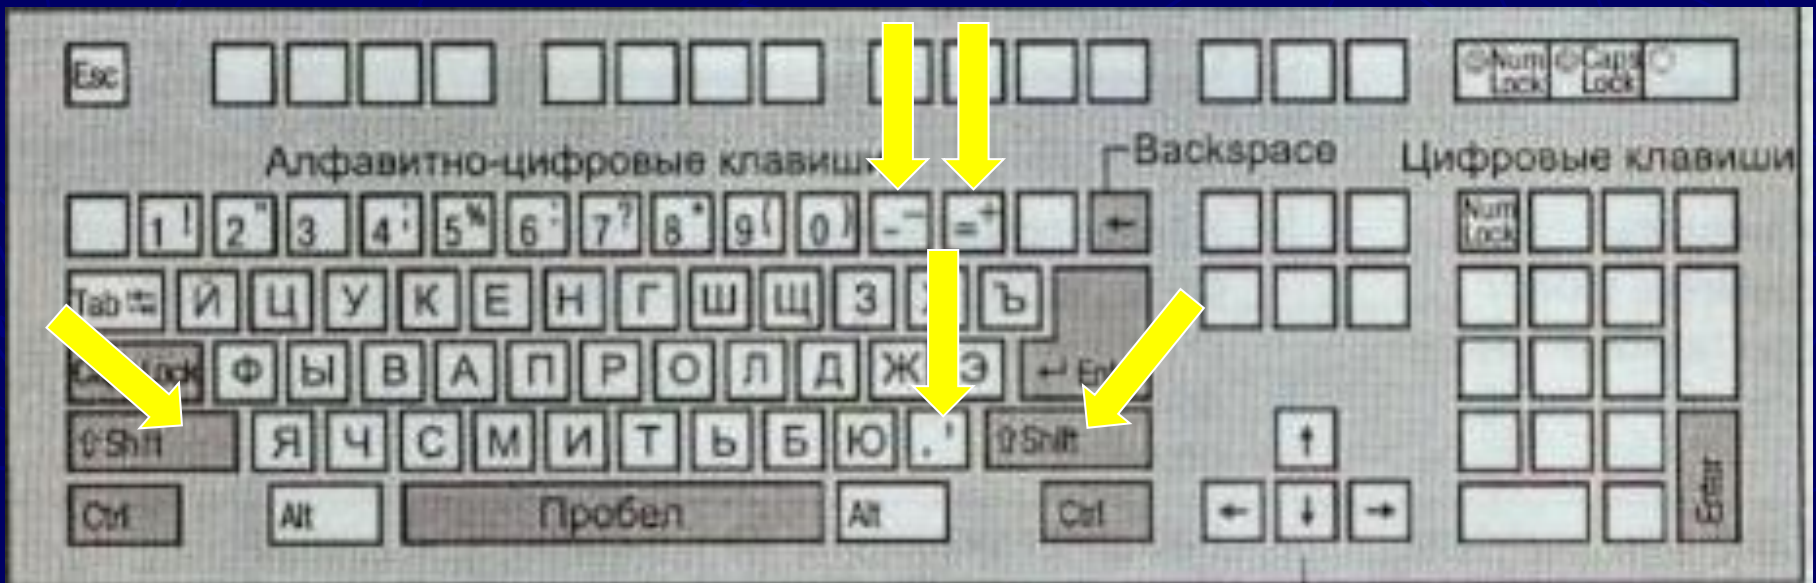 Esc Num Lock Caps Lock
Алфавитно-цифровые клавиши Backspace Цифровые клавиши
1 ! 2 " 3 4 ; 5 % 6 : 7 ? 8 * 9 ( 0 ) - _ = + ← Num Lock
Tab Й Ц У К Е Н Г Ш Щ З Ъ
Ф Ы В А П Р О Л Д Ж Э ↵
⇧ Shift Я Ч С М И Т Ь Б Ю . ' ⇧ Shift ↑
Ctrl Alt Пробел Alt Ctrl ← ↓ → Enter